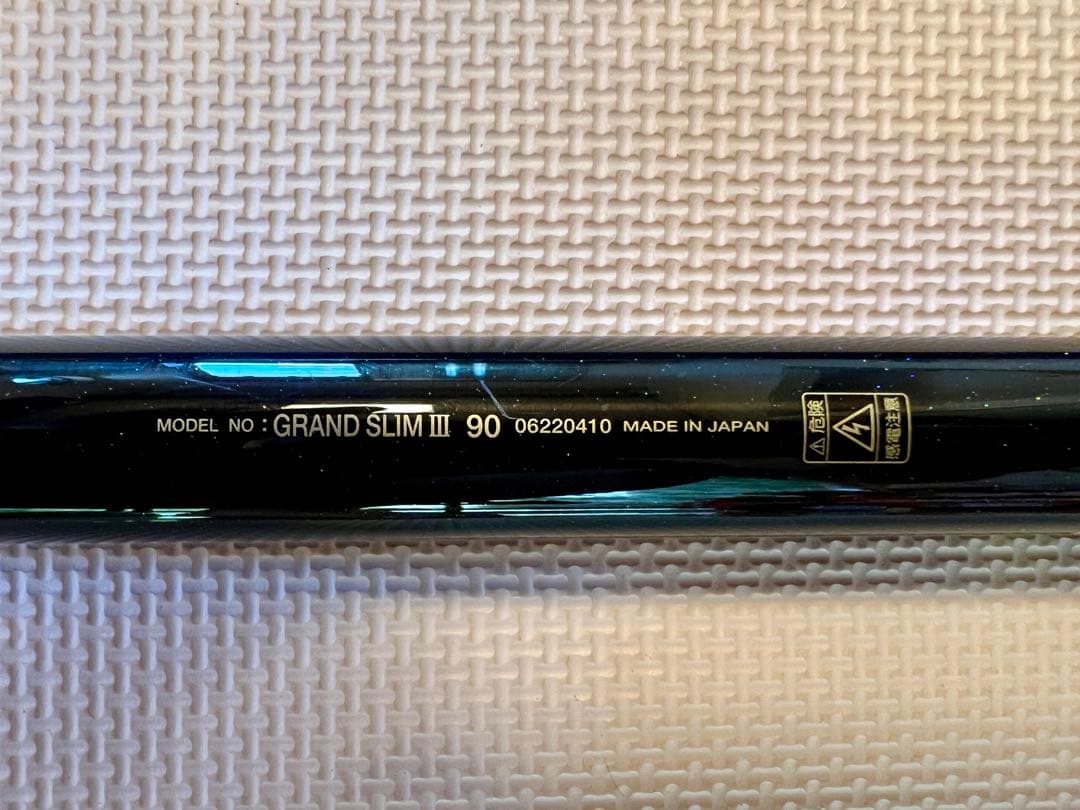 MODEL NO : GRAND SLIM III 90 06220410 MADE IN JAPAN
危険
感電注意